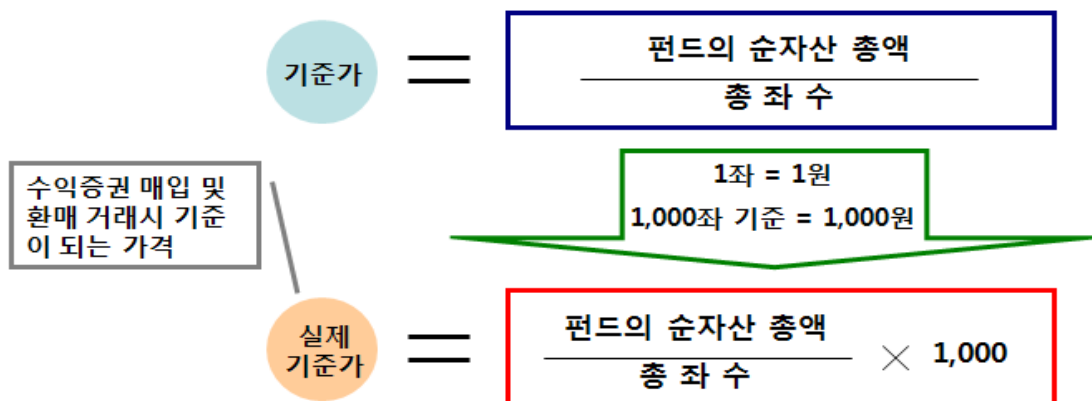 기준가
펀드의 순자산 총액
총 좌 수
수익증권 매입 및
환매 거래시 기준
이 되는 가격
1좌 = 1원
1,000좌 기준 = 1,000원
실제
기준가
펀드의 순자산 총액
총 좌 수
× 1,000